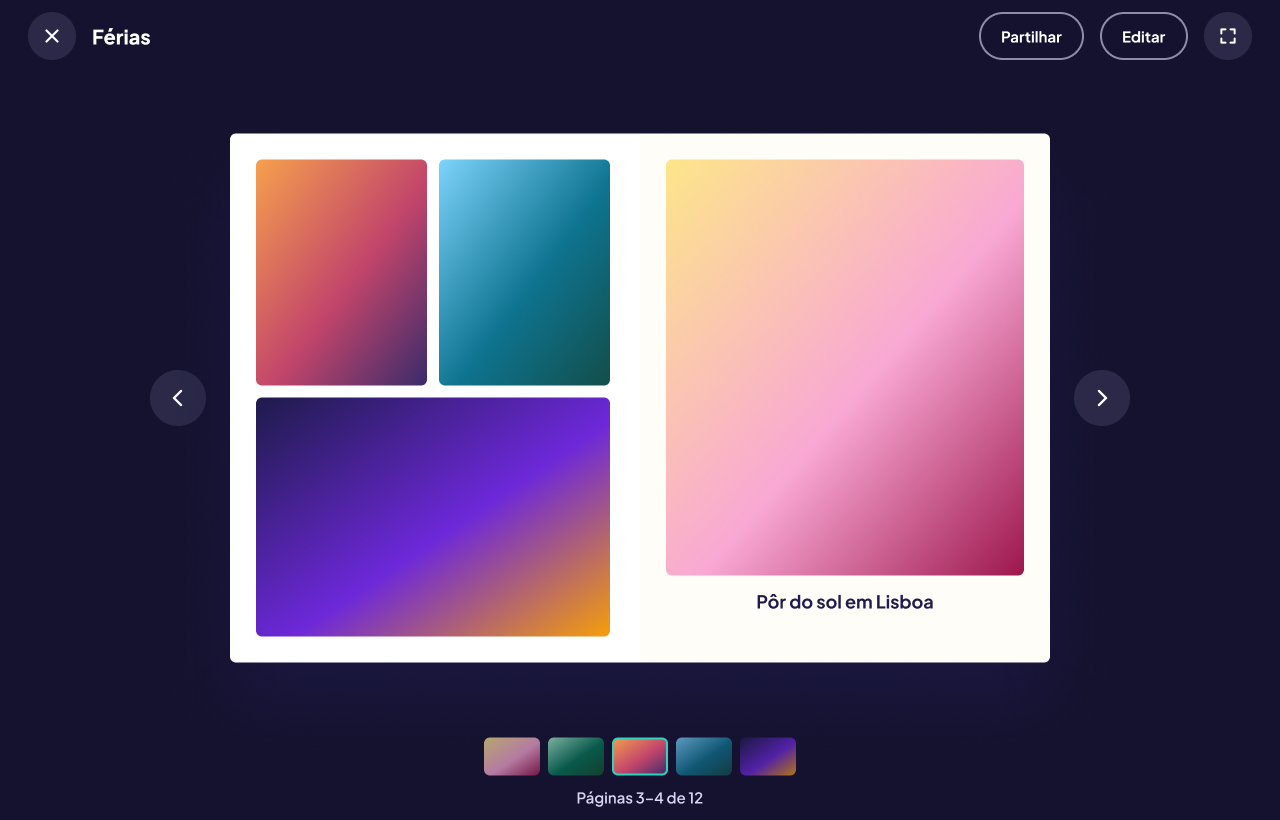 Férias
Partilhar
Editar
Pôr do sol em Lisboa
Páginas 3–4 de 12